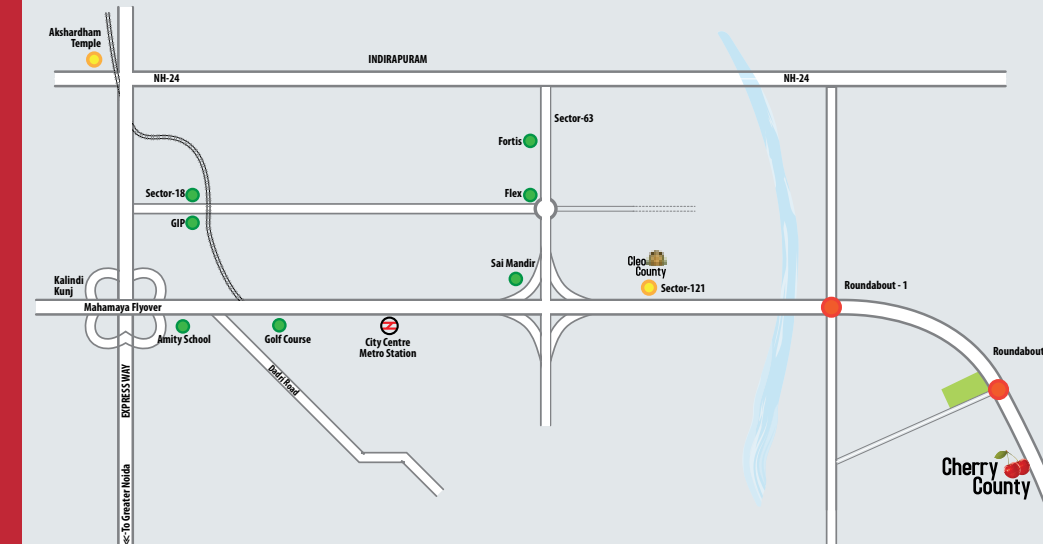 Akshardham
Temple
INDIRAPURAM
NH-24
NH-24
Sector-63
Fortis
Sector-18
Flex
GIP
Sai Mandir
Cleo
County
Sector-121
Kalindi
Kunj
Roundabout - 1
Mahamaya Flyover
Amity School
Golf Course
City Centre
Metro Station
Roundabout
Dadri Road
EXPRESS WAY
Cherry
County
<<-To Greater Noida